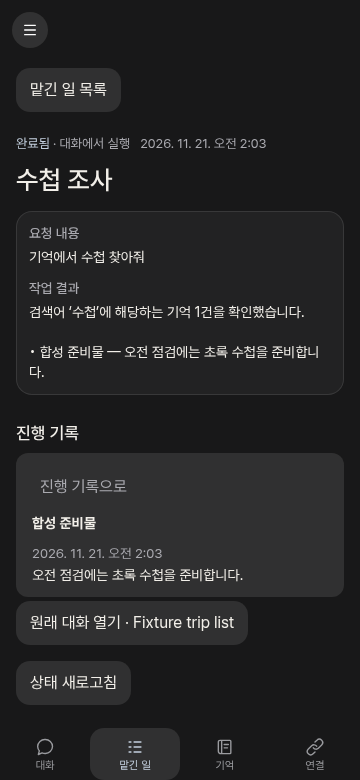 맡긴 일 목록
완료됨 · 대화에서 실행 2026. 11. 21. 오전 2:03
수첩 조사
요청 내용
기억에서 수첩 찾아줘
작업 결과
검색어 ‘수첩’에 해당하는 기억 1건을 확인했습니다.
• 합성 준비물 — 오전 점검에는 초록 수첩을 준비합니
다.
진행 기록
진행 기록으로
합성 준비물
2026. 11. 21. 오전 2:03
오전 점검에는 초록 수첩을 준비합니다.
원래 대화 열기 · Fixture trip list
상태 새로고침
대화 맡긴 일 기억 연결